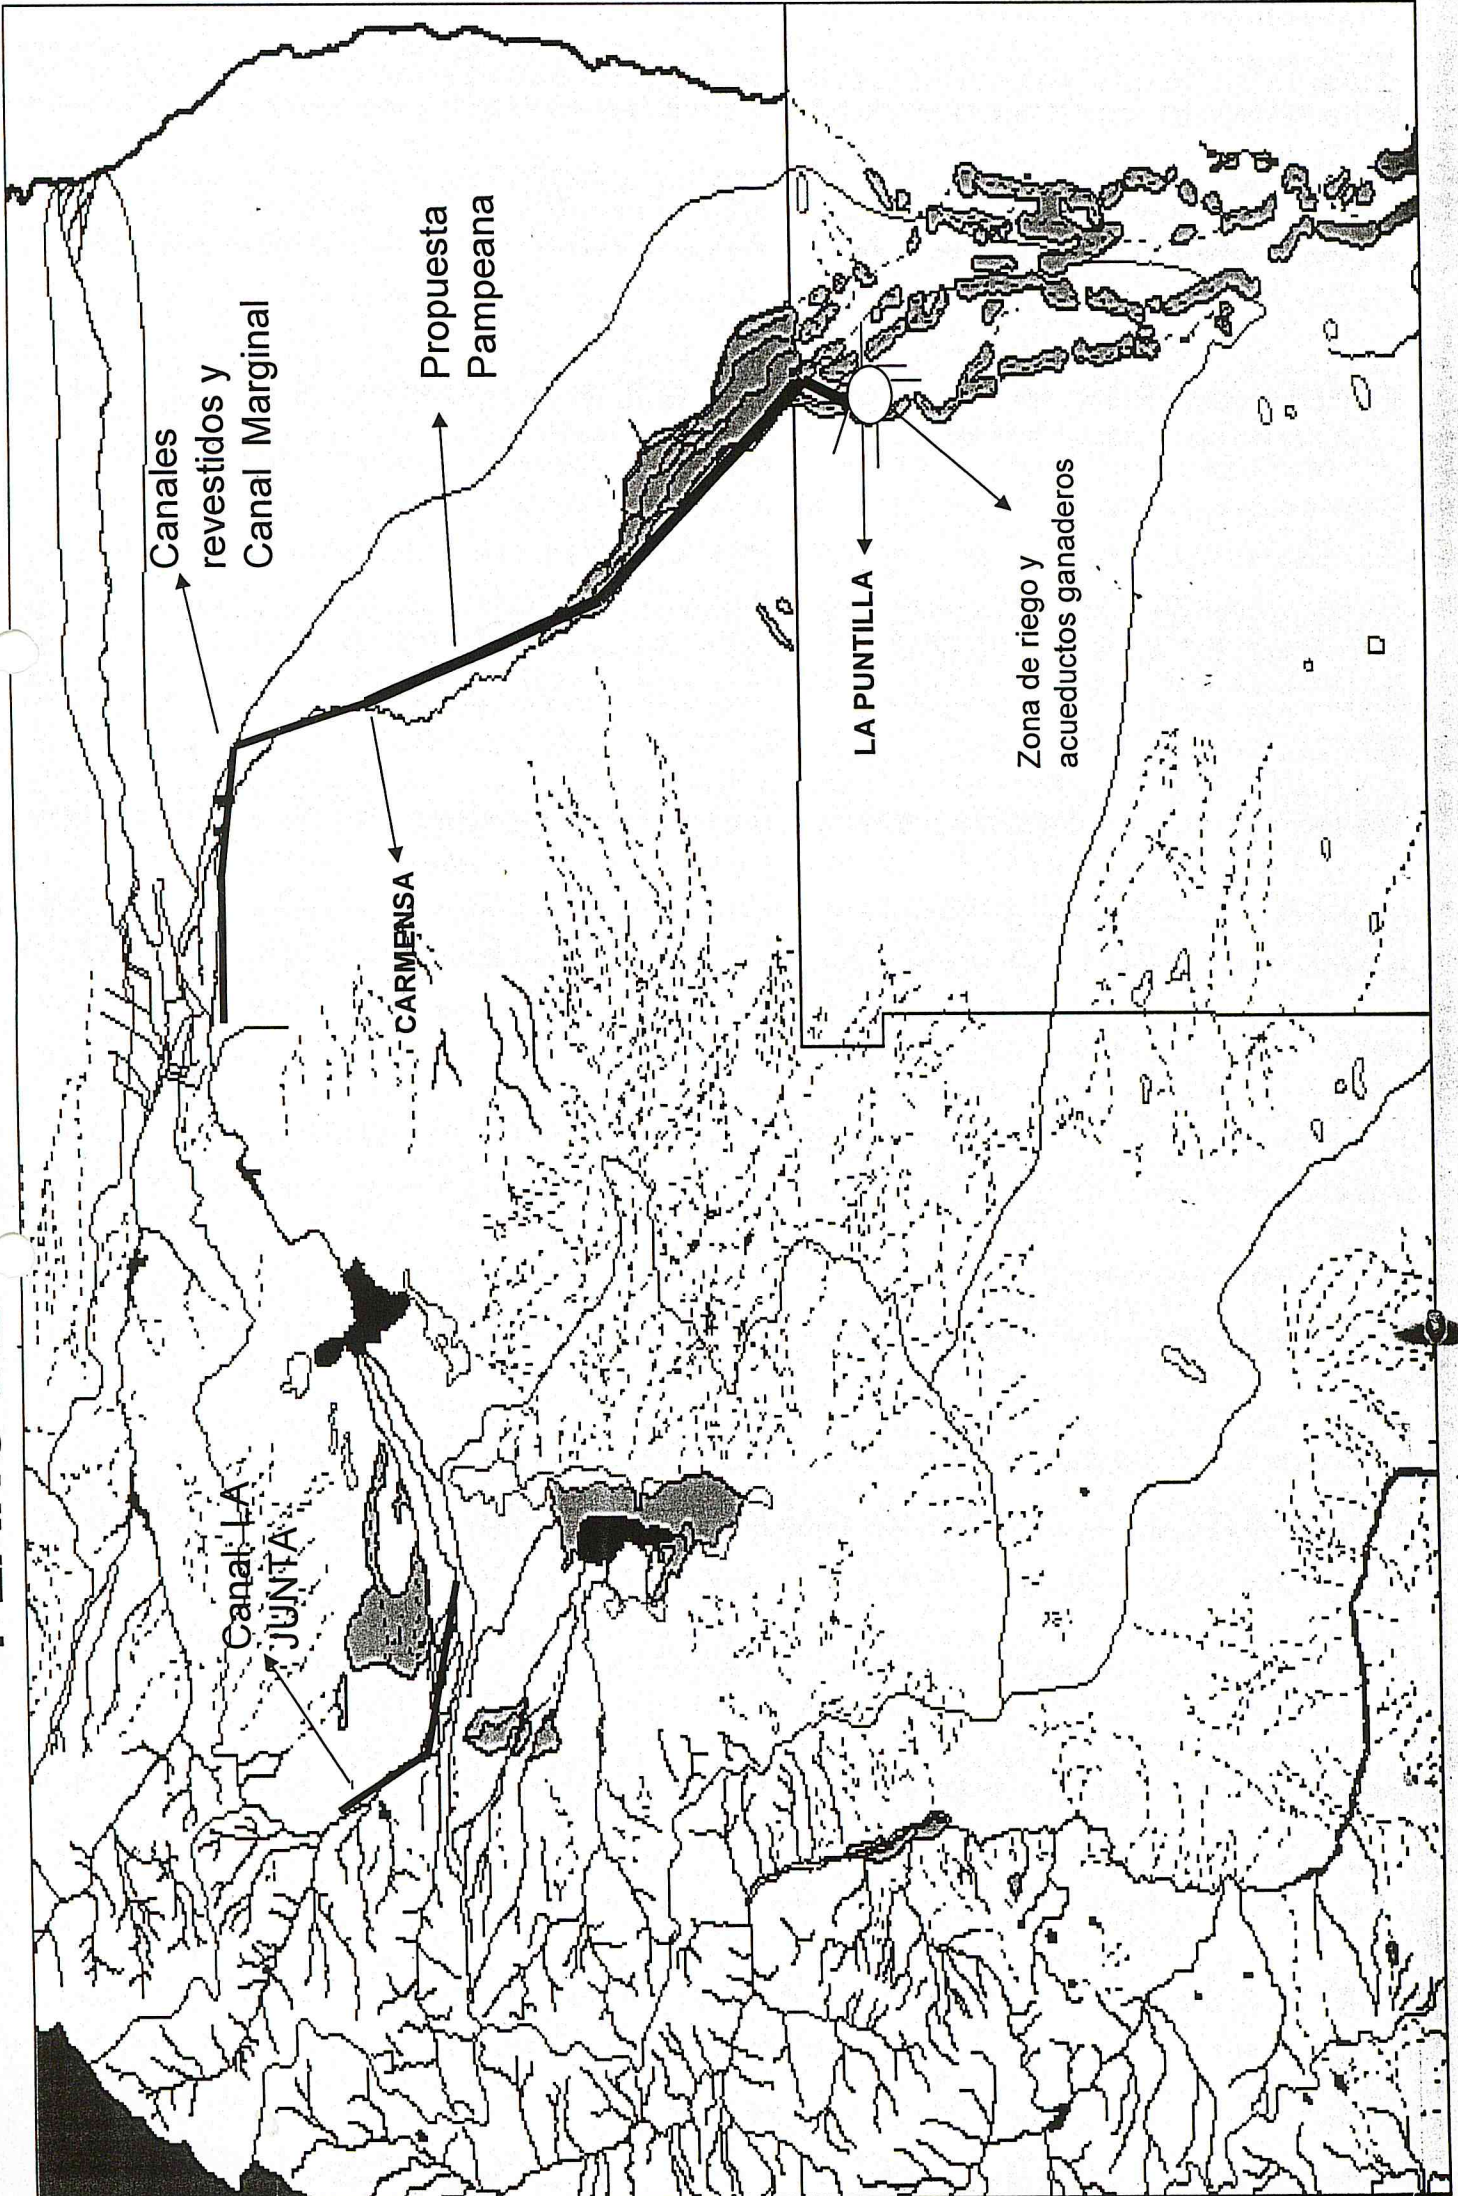 Canales
revestidos y
Canal Marginal
Propuesta
Pampeana
CARMENSA
LA PUNTILLA
Zona de riego y
acueductos ganaderos
Canal LA
JUNTA